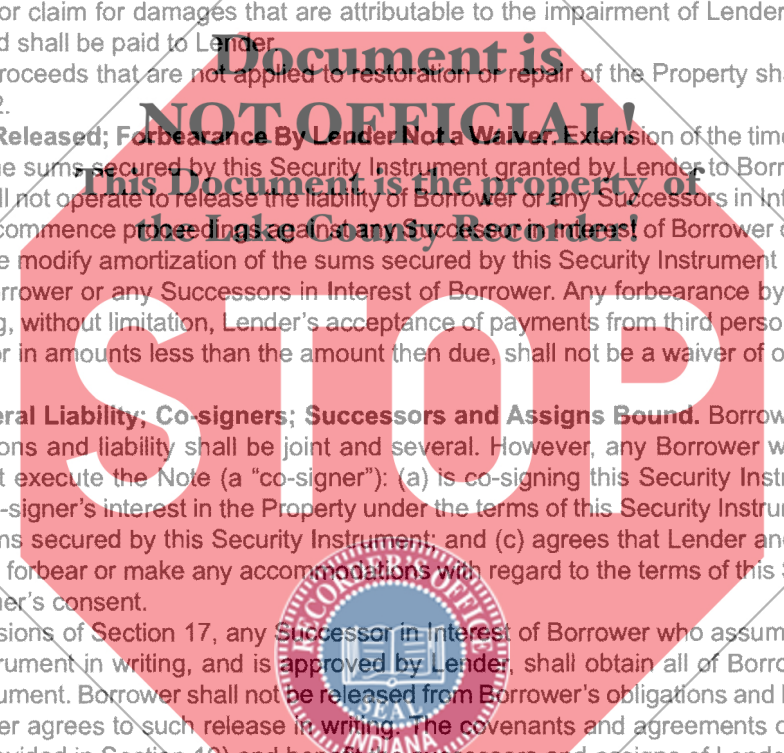 or claim for damages that are attributable to the impairment of Lender
d shall be paid to Lender.
Document is
roceeds that are not applied to restoration or repair of the Property sh
2.
NOT OFFICIAL!
Released; Forbearance By Lender Not a Waiver. Extension of the time
e sums secured by this Security Instrument granted by Lender to Borr
This Document is the property of
ll not operate to release the liability of Borrower or any Successors in Int
the Lake County Recorder!
commence proceedings against any Successor in Interest of Borrower o
e modify amortization of the sums secured by this Security Instrument
rrower or any Successors in Interest of Borrower. Any forbearance by
g, without limitation, Lender's acceptance of payments from third perso
or in amounts less than the amount then due, shall not be a waiver of o
STOP
eral Liability; Co-signers; Successors and Assigns Bound. Borrow
ons and liability shall be joint and several. However, any Borrower w
t execute the Note (a “co-signer”): (a) is co-signing this Security Instr
-signer's interest in the Property under the terms of this Security Instru
ms secured by this Security Instrument; and (c) agrees that Lender an
forbear or make any accommodations with regard to the terms of this S
er's consent.
RECORDER'S OFFICE
sions of Section 17, any Successor in Interest of Borrower who assum
trument in writing, and is approved by Lender, shall obtain all of Borro
ument. Borrower shall not be released from Borrower's obligations and l
SEAL
er agrees to such release in writing. The covenants and agreements o
INDIANA